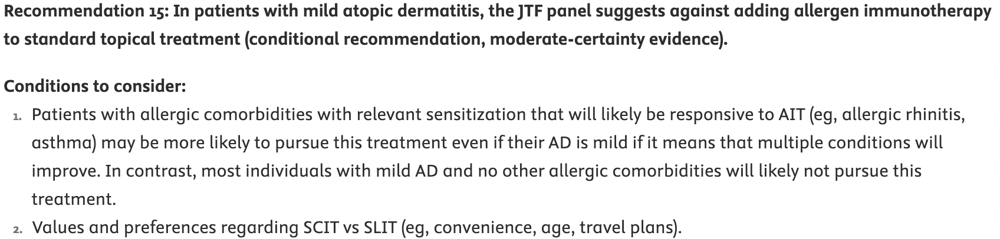 Recommendation 15: In patients with mild atopic dermatitis, the JTF panel suggests against adding allergen immunotherapy
to standard topical treatment (conditional recommendation, moderate-certainty evidence).
Conditions to consider:
1. Patients with allergic comorbidities with relevant sensitization that will likely be responsive to AIT (eg, allergic rhinitis,
asthma) may be more likely to pursue this treatment even if their AD is mild if it means that multiple conditions will
improve. In contrast, most individuals with mild AD and no other allergic comorbidities will likely not pursue this
treatment.
2. Values and preferences regarding SCIT vs SLIT (eg, convenience, age, travel plans).